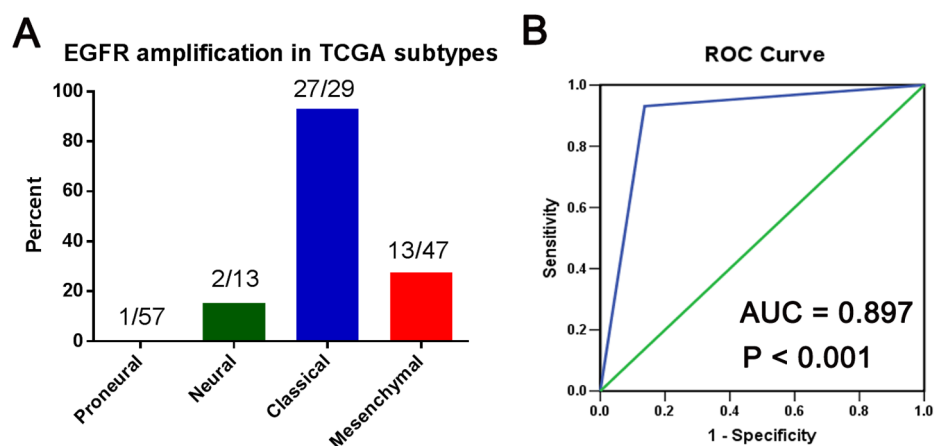 A
EGFR amplification in TCGA subtypes
Percent
100
80
60
40
20
0
1/57
2/13
27/29
13/47
Proneural
Neural
Classical
Mesenchymal
B
ROC Curve
Sensitivity
1.0
0.8
0.6
0.4
0.2
0.0
AUC = 0.897
P < 0.001
0.0 0.2 0.4 0.6 0.8 1.0
1 - Specificity